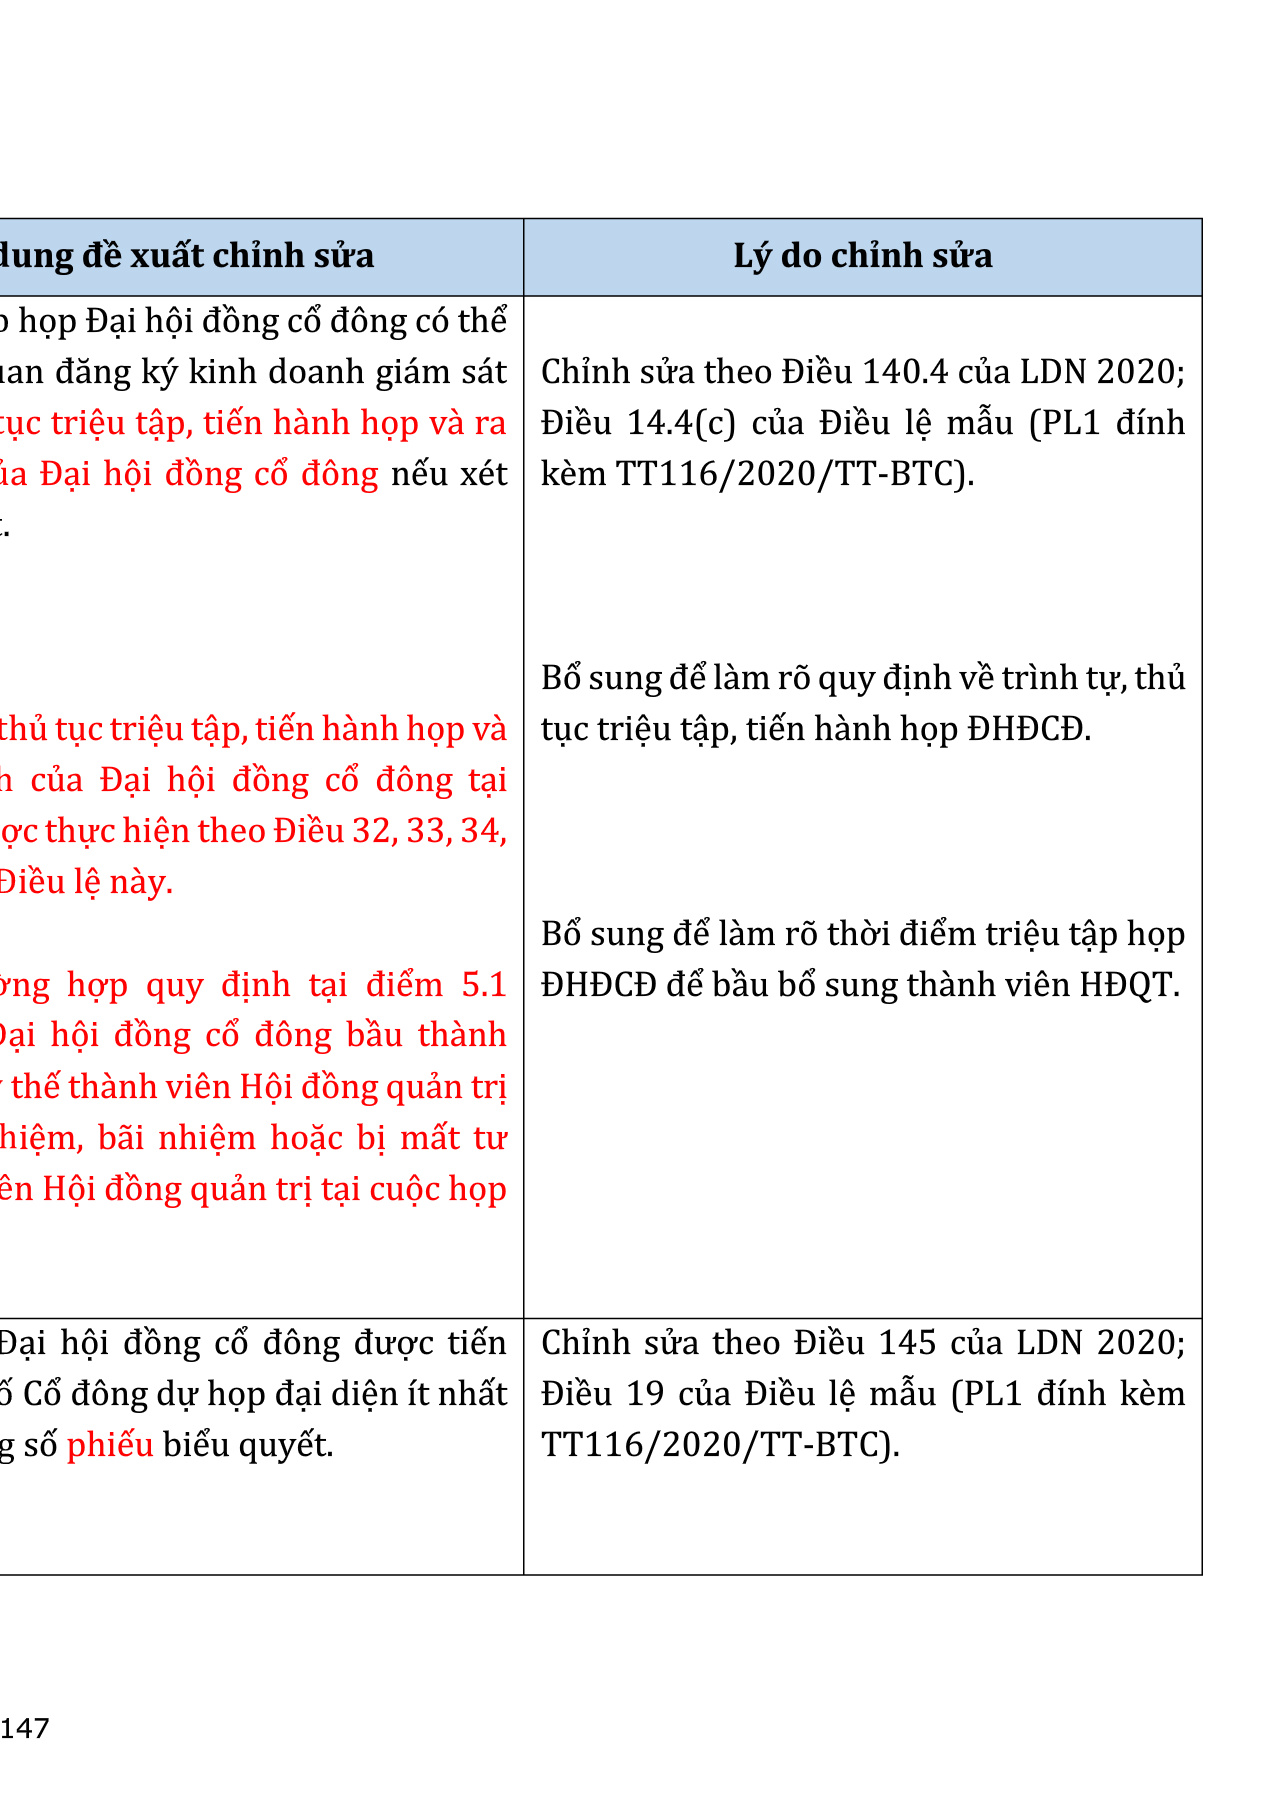 dung đề xuất chỉnh sửa
Lý do chỉnh sửa
họp Đại hội đồng cổ đông có thể
đăng ký kinh doanh giám sát
tục triệu tập, tiến hành họp và ra
Đại hội đồng cổ đông nếu xét
thủ tục triệu tập, tiến hành họp và
của Đại hội đồng cổ đông tại
thực hiện theo Điều 32, 33, 34,
Điều lệ này.
hợp quy định tại điểm 5.1
Đại hội đồng cổ đông bầu thành
thế thành viên Hội đồng quản trị
bãi nhiệm hoặc bị mất tư
Hội đồng quản trị tại cuộc họp
Chỉnh sửa theo Điều 140.4 của LDN 2020;
Điều 14.4(c) của Điều lệ mẫu (PL1 đính
kèm TT116/2020/TT-BTC).
Bổ sung để làm rõ quy định về trình tự, thủ
tục triệu tập, tiến hành họp ĐHĐCĐ.
Bổ sung để làm rõ thời điểm triệu tập họp
ĐHĐCĐ để bầu bổ sung thành viên HĐQT.
Đại hội đồng cổ đông được tiến
Cổ đông dự họp đại diện ít nhất
số phiếu biểu quyết.
Chỉnh sửa theo Điều 145 của LDN 2020;
Điều 19 của Điều lệ mẫu (PL1 đính kèm
TT116/2020/TT-BTC).
147